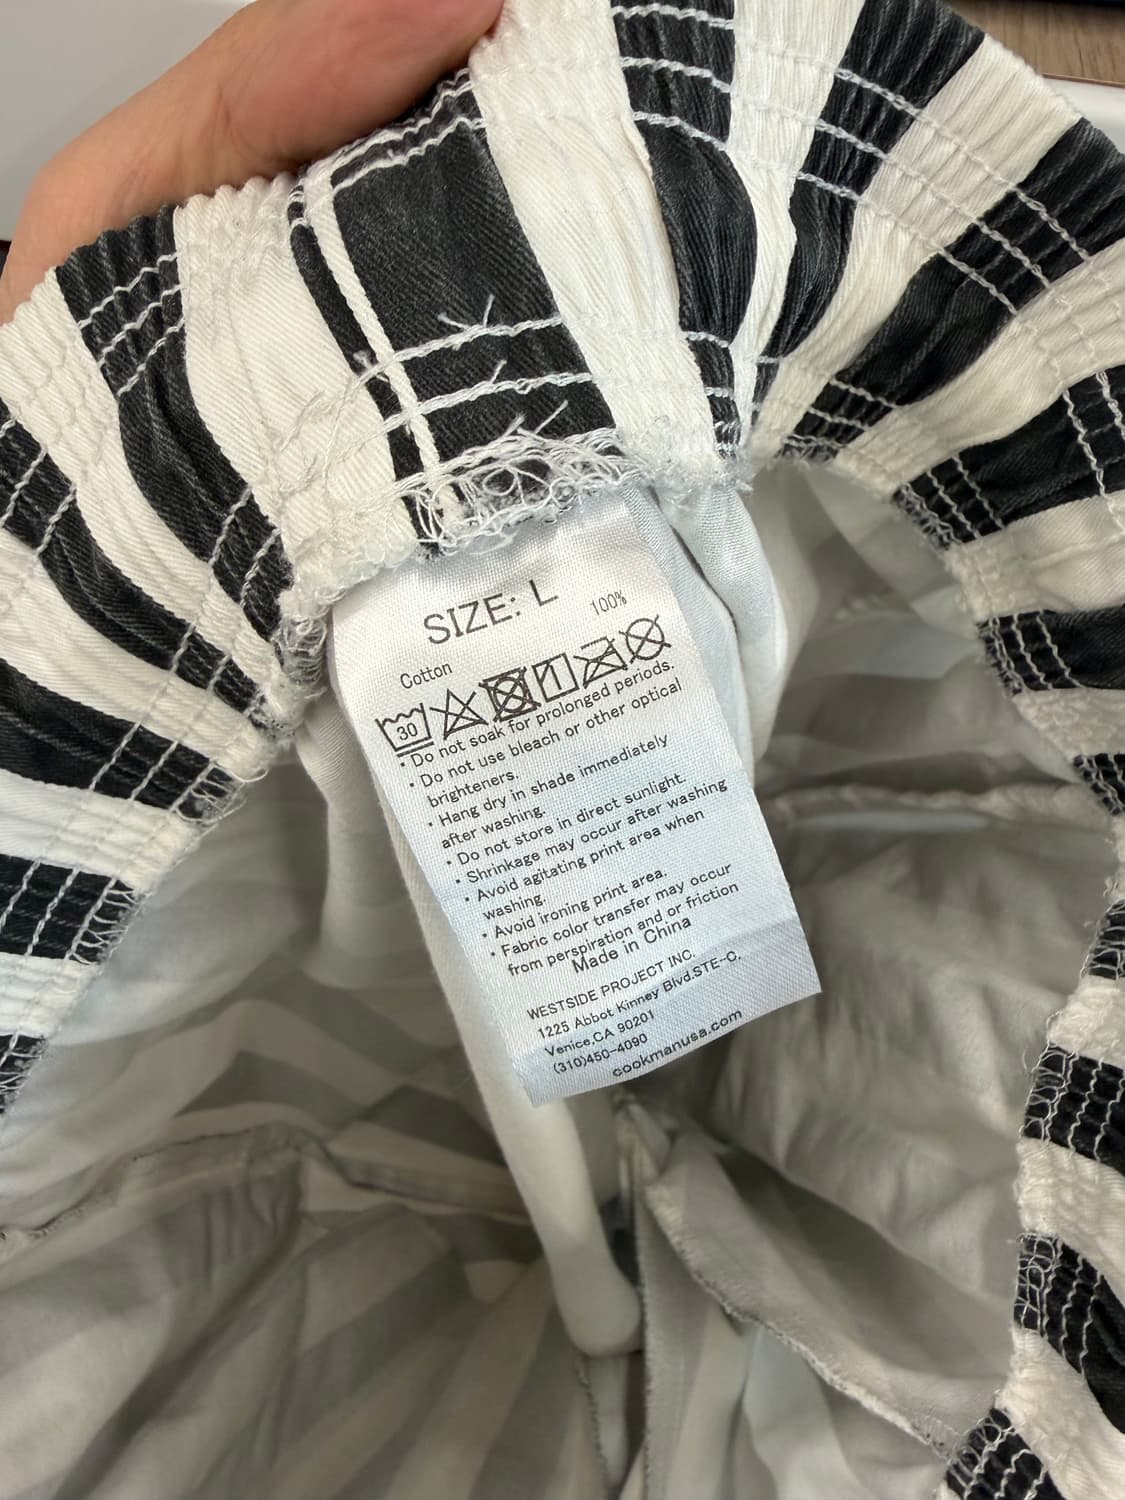 SIZE: L
Cotton 100%
30
• Do not soak for prolonged periods.
• Do not use bleach or other optical
brighteners.
• Hang dry in shade immediately
after washing.
• Do not store in direct sunlight.
• Shrinkage may occur after washing
• Avoid agitating print area when
washing.
• Avoid ironing print area.
• Fabric color transfer may occur
from perspiration and/or friction
Made in China
WESTSIDE PROJECT INC.
1225 Abbot Kinney Blvd.STE-C,
Venice,CA 90201
(310)450-4090
cookmanusa.com